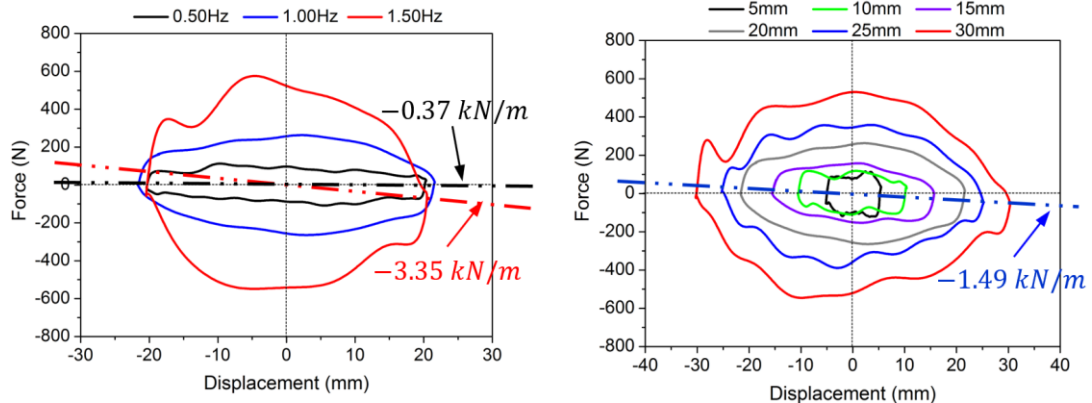 0.50Hz 1.00Hz 1.50Hz
800
600
400
200
0
-200
-400
-600
-800
Force (N)
-30 -20 -10 0 10 20 30
Displacement (mm)
−0.37 kN/m
−3.35 kN/m
5mm 10mm 15mm
20mm 25mm 30mm
800
600
400
200
0
-200
-400
-600
-800
Force (N)
-40 -30 -20 -10 0 10 20 30 40
Displacement (mm)
−1.49 kN/m